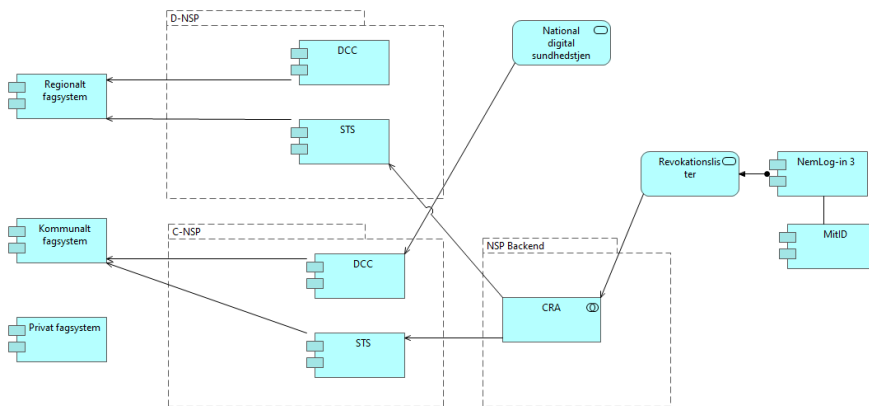 D-NSP
DCC
STS
Regionalt
fagsystem
National
digital
sundhedstjen
Revokationslis
ter
NemLog-in 3
MitID
Kommunalt
fagsystem
Privat fagsystem
C-NSP
DCC
STS
NSP Backend
CRA